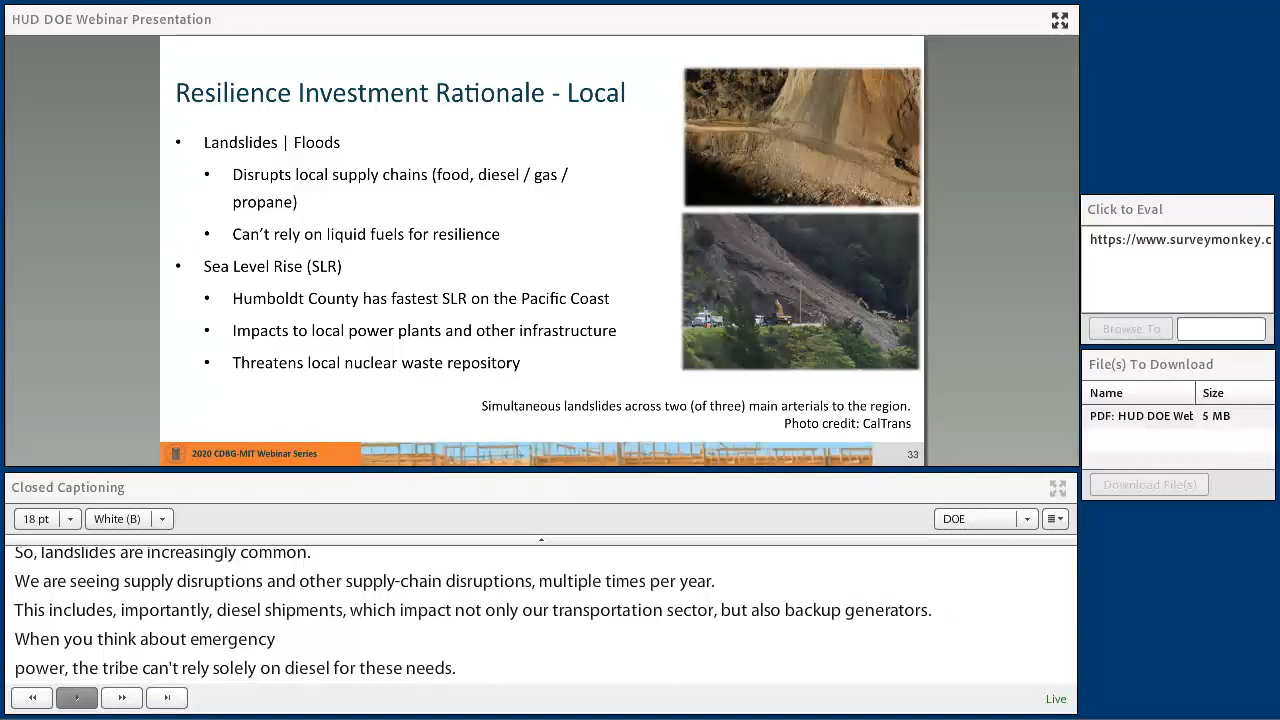 HUD DOE Webinar Presentation
Resilience Investment Rationale - Local
• Landslides | Floods
• Disrupts local supply chains (food, diesel / gas /
propane)
• Can't rely on liquid fuels for resilience
• Sea Level Rise (SLR)
• Humboldt County has fastest SLR on the Pacific Coast
• Impacts to local power plants and other infrastructure
• Threatens local nuclear waste repository
Simultaneous landslides across two (of three) main arterials to the region.
Photo credit: CalTrans
2020 CDBG-MIT Webinar Series
33
Click to Eval
https://www.surveymonkey.c
Browse To
File(s) To Download
Name Size
PDF: HUD DOE Wel 5 MB
Download File(s)
Closed Captioning
18 pt White (B) DOE
So, landslides are increasingly common.
We are seeing supply disruptions and other supply-chain disruptions, multiple times per year.
This includes, importantly, diesel shipments, which impact not only our transportation sector, but also backup generators.
When you think about emergency
power, the tribe can't rely solely on diesel for these needs.
Live